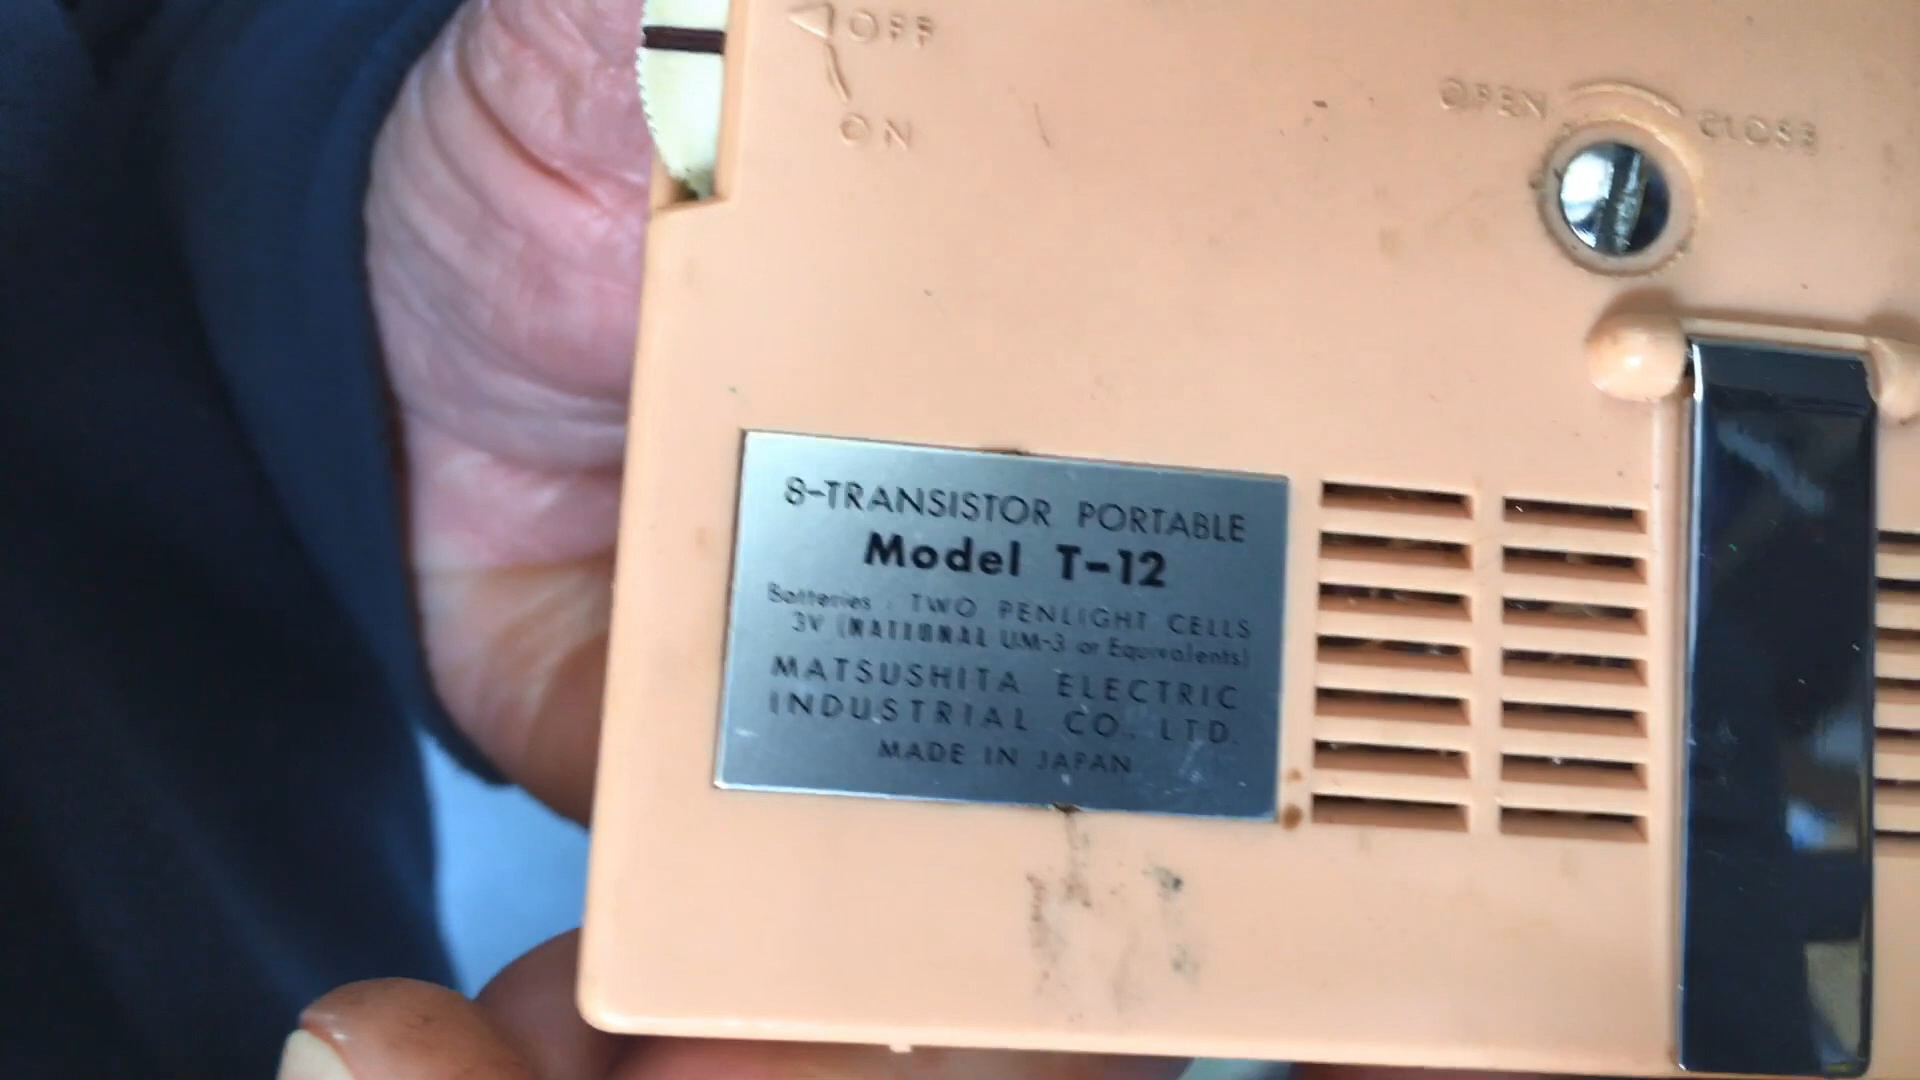 OFF
ON
OPEN CLOSE
8-TRANSISTOR PORTABLE
Model T-12
Batteries : TWO PENLIGHT CELLS
3V (NATIONAL UM-3 or Equivalents)
MATSUSHITA ELECTRIC
INDUSTRIAL CO., LTD.
MADE IN JAPAN